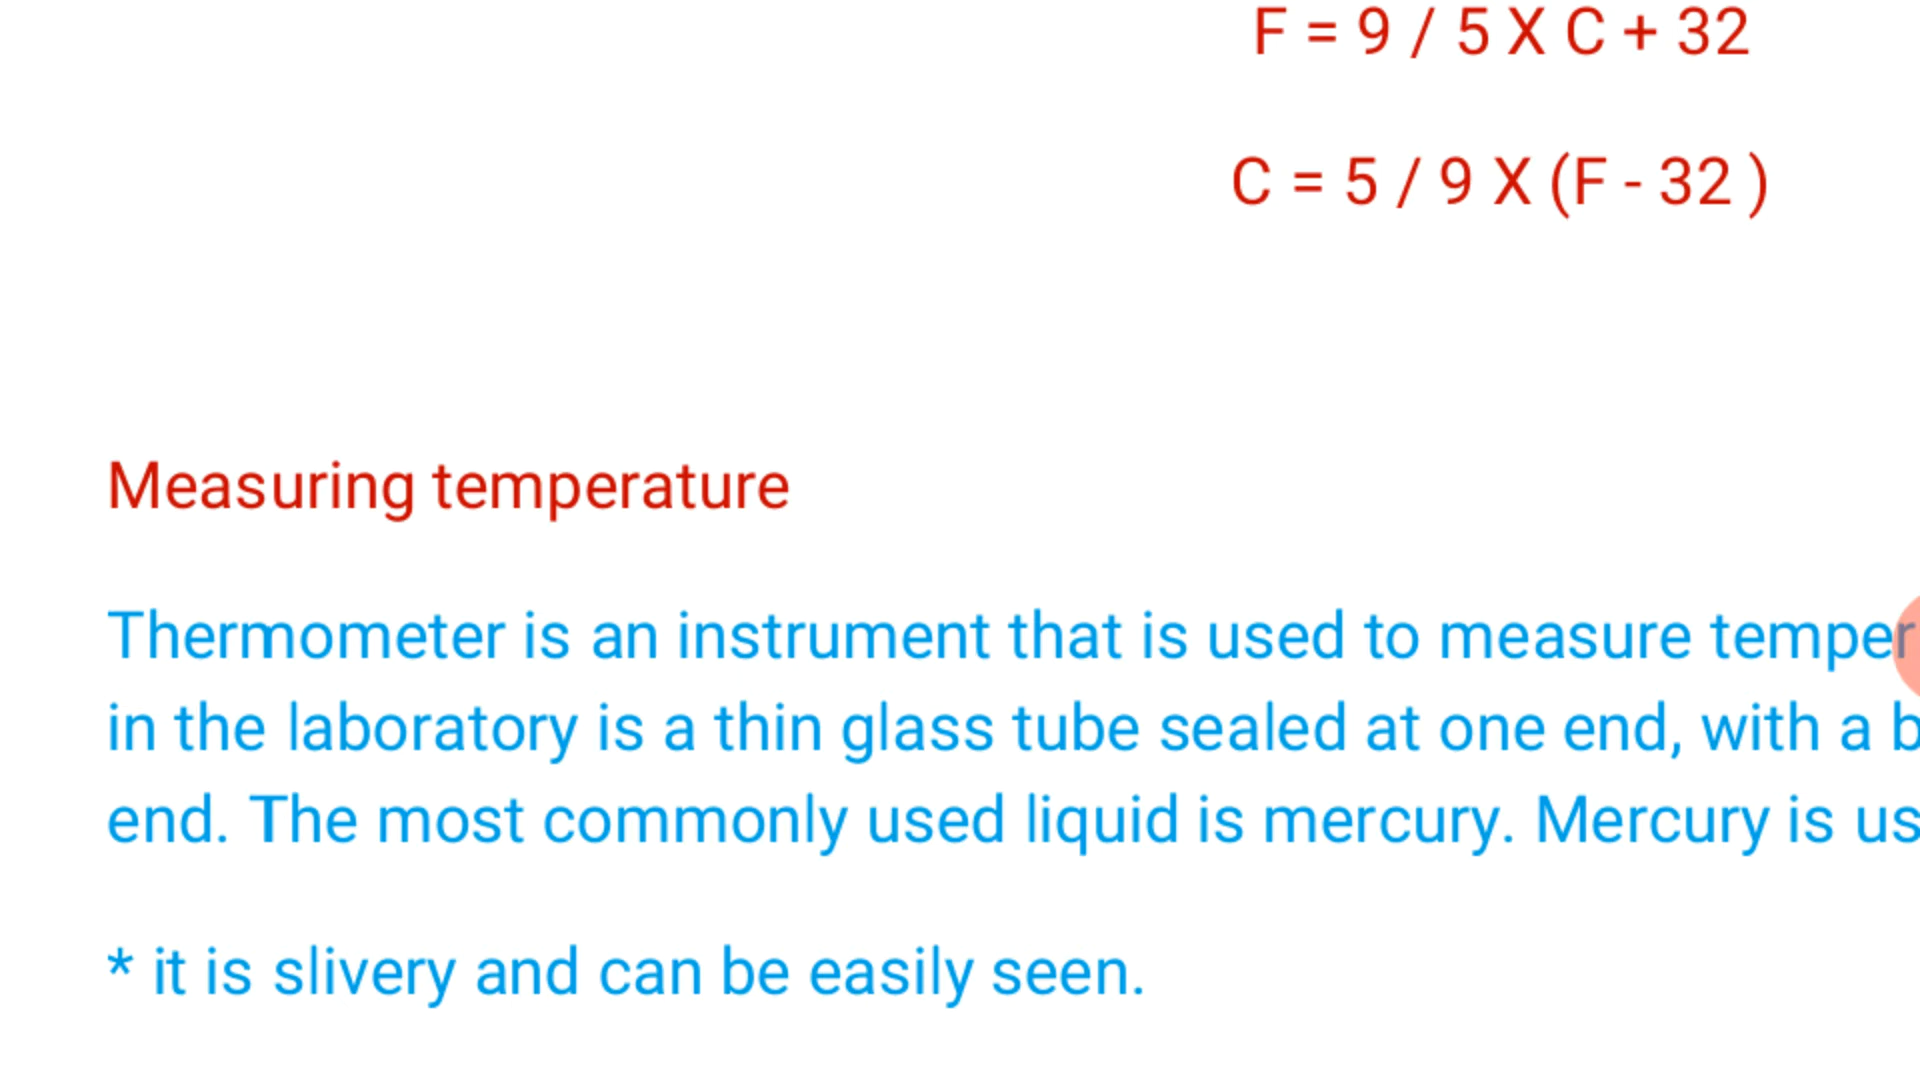 F = 9 / 5 X C + 32
C = 5 / 9 X (F - 32 )
Measuring temperature
Thermometer is an instrument that is used to measure temper
in the laboratory is a thin glass tube sealed at one end, with a b
end. The most commonly used liquid is mercury. Mercury is us
* it is slivery and can be easily seen.